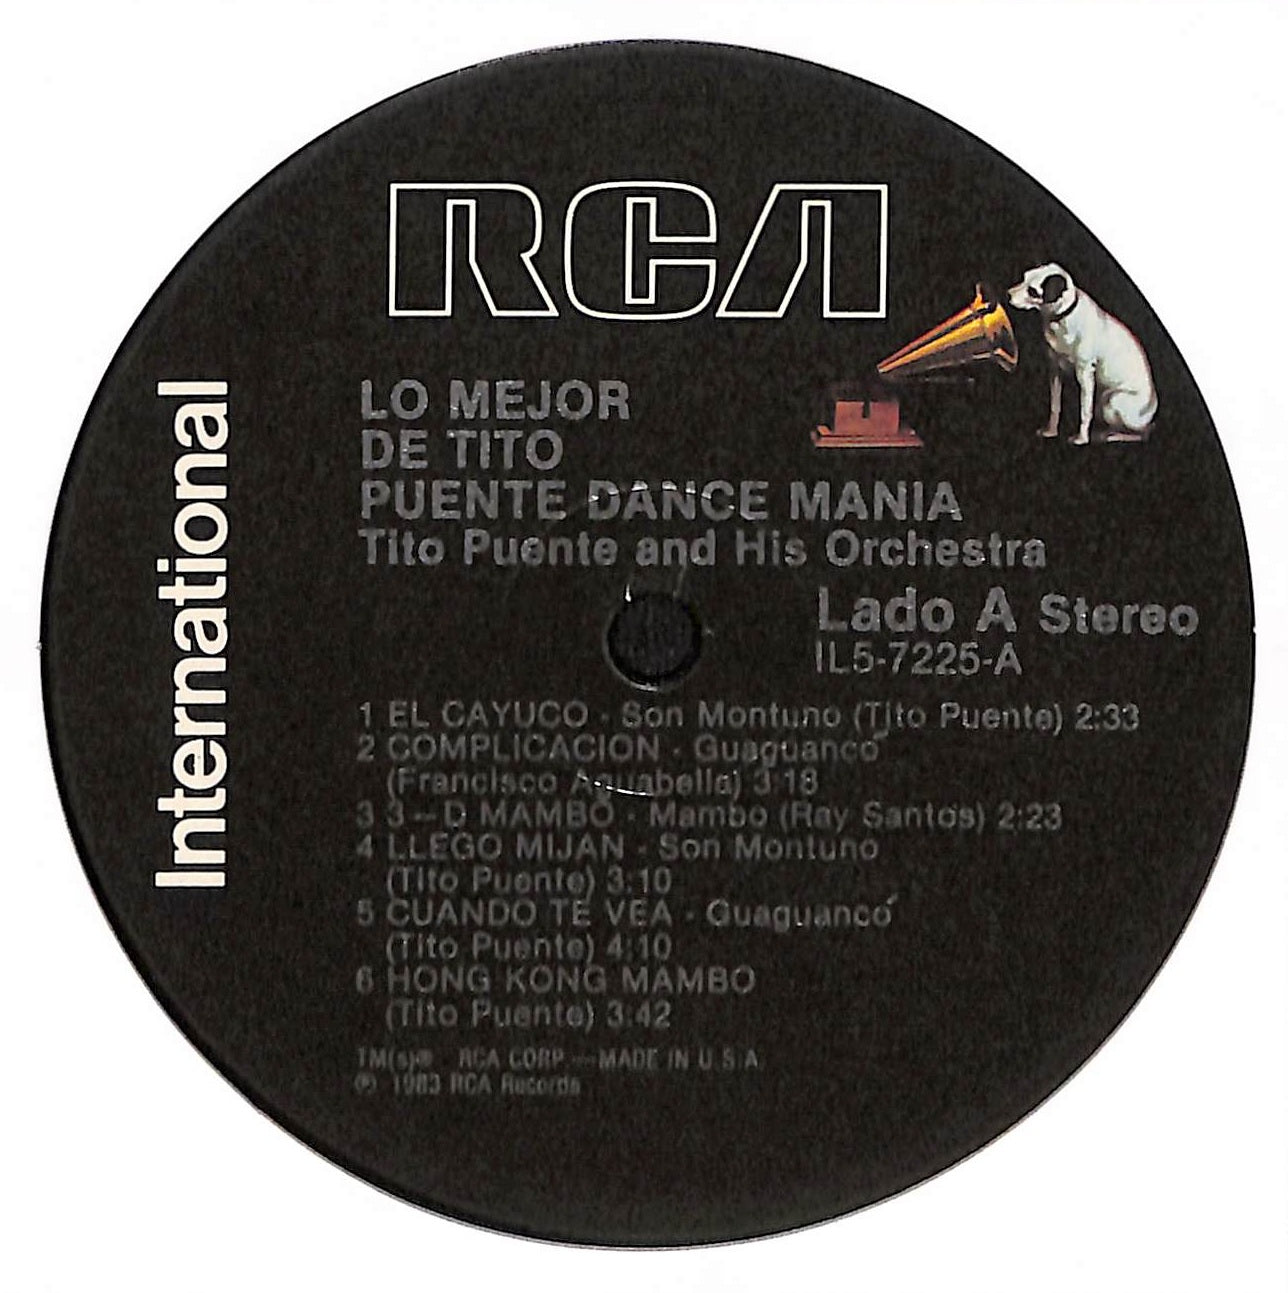 RCA
International
LO MEJOR
DE TITO
PUENTE DANCE MANIA
Tito Puente and His Orchestra
Lado A Stereo
IL5-7225-A
1 EL CAYUCO - Son Montuno (Tito Puente) 2:33
2 COMPLICACION - Guaguancó
(Francisco Aguabella) 3:18
3 3-D MAMBO - Mambo (Ray Santos) 2:23
4 LLEGO MIJAN - Son Montuno
(Tito Puente) 3:10
5 CUANDO TE VEA - Guaguancó
(Tito Puente) 4:10
6 HONG KONG MAMBO
(Tito Puente) 3:42
TM(s)® RCA CORP — MADE IN U.S.A
℗ 1983 RCA Records